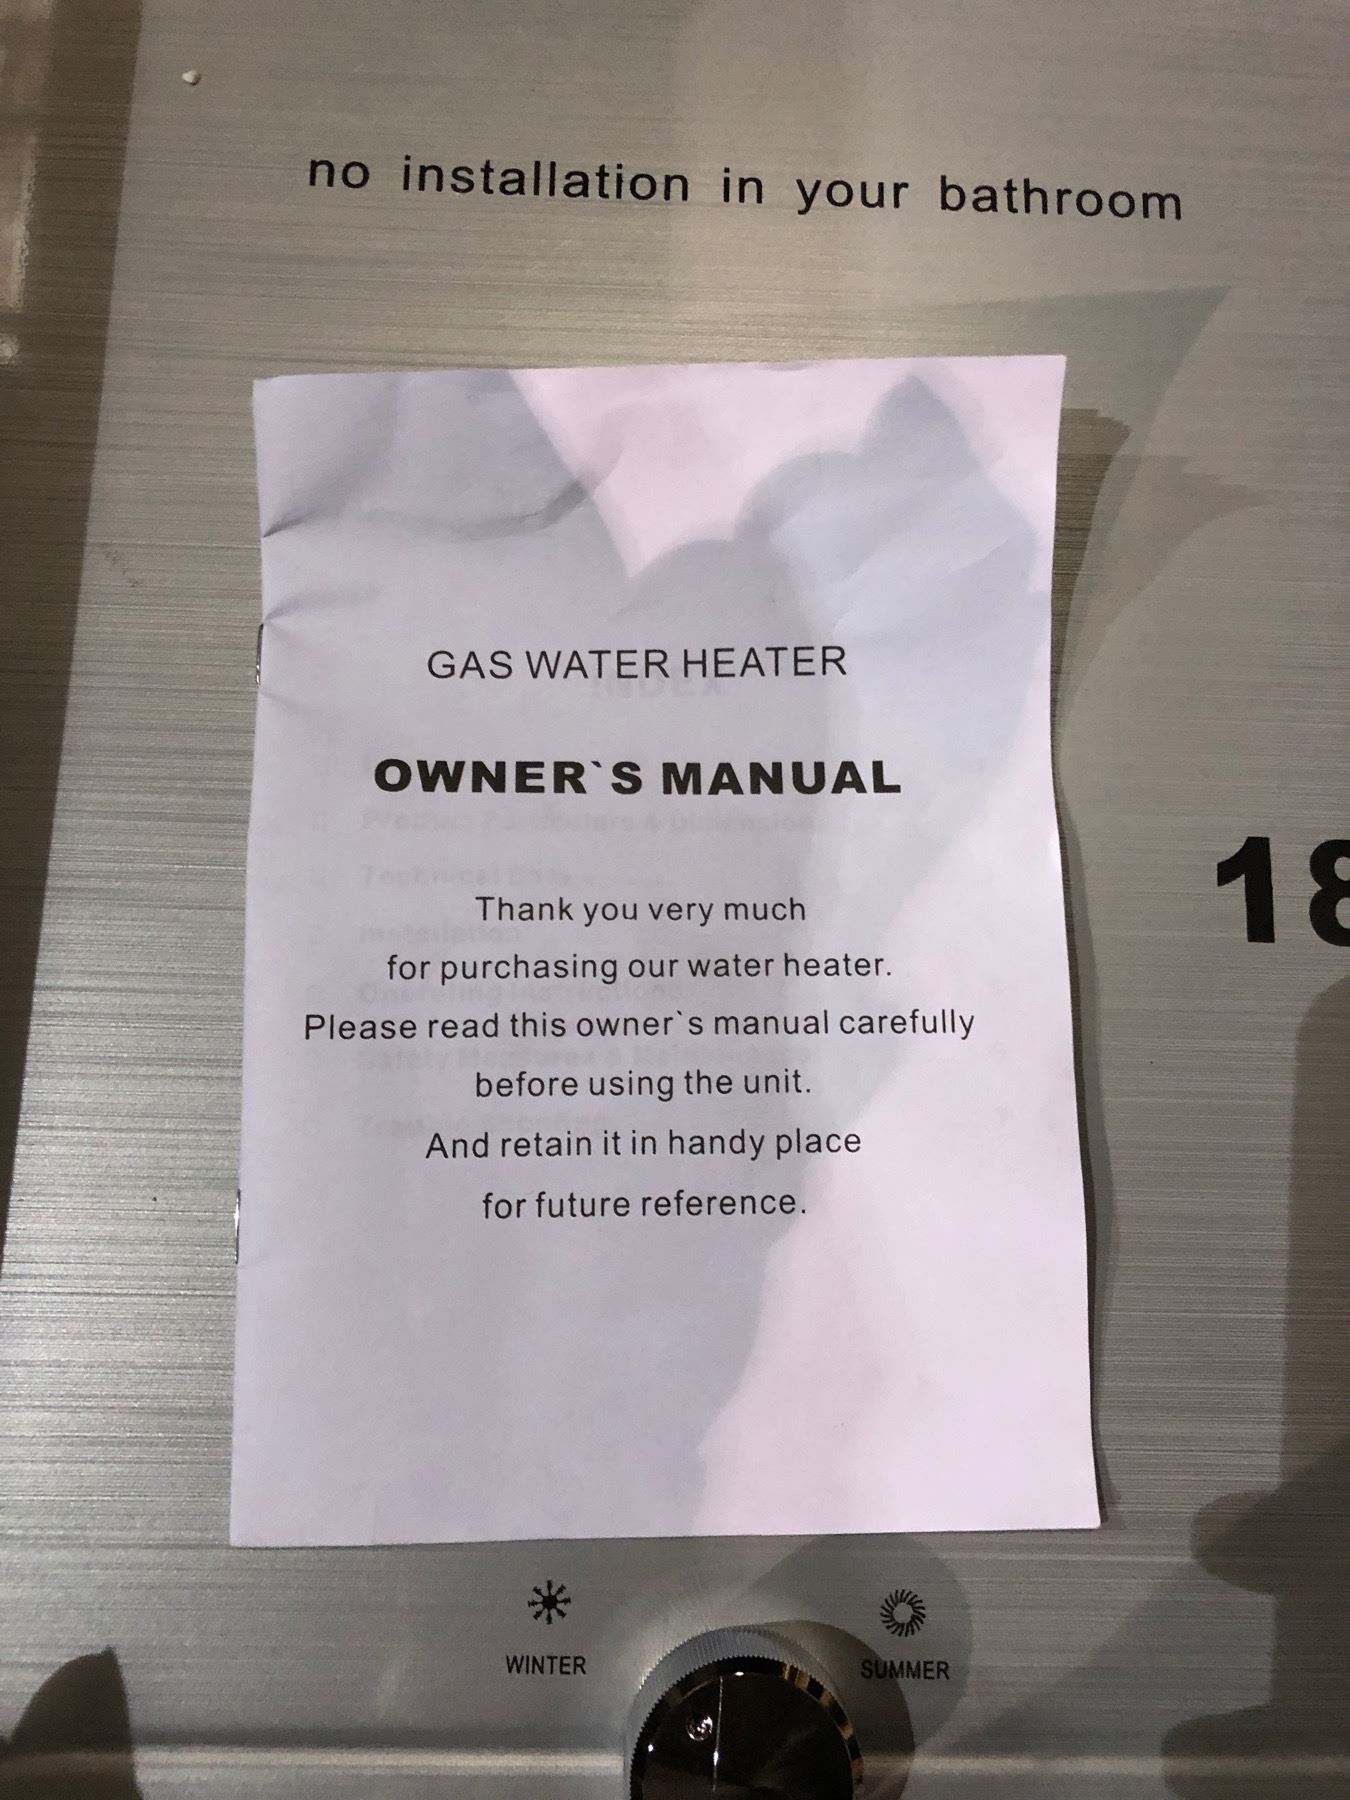 no installation in your bathroom
GAS WATER HEATER
OWNER`S MANUAL
Thank you very much
for purchasing our water heater.
Please read this owner`s manual carefully
before using the unit.
And retain it in handy place
for future reference.
18
WINTER
SUMMER